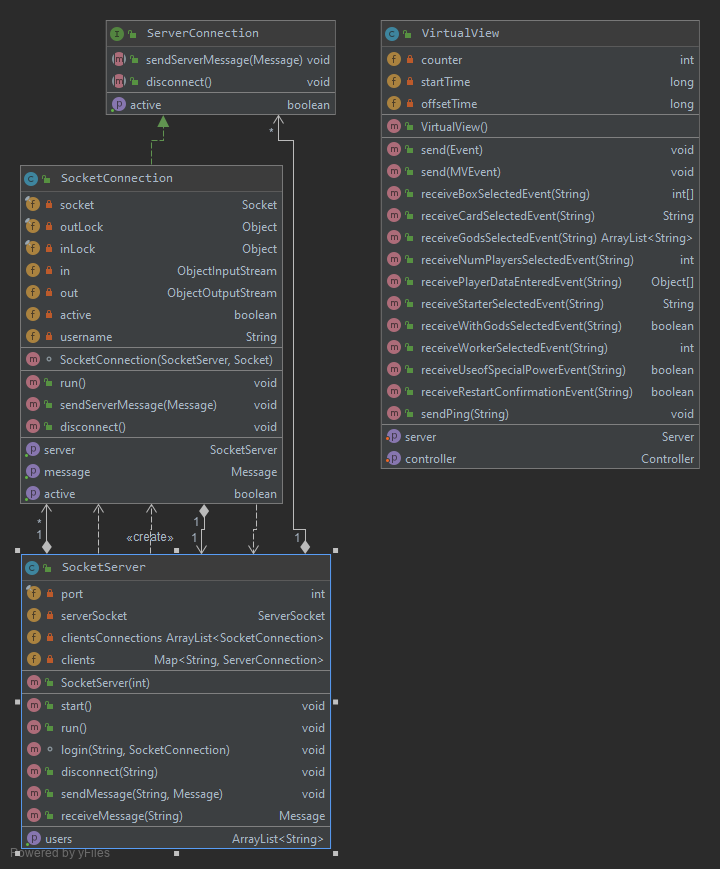 ServerConnection
sendServerMessage(Message) void
disconnect() void
active boolean
*
SocketConnection
socket Socket
outLock Object
inLock Object
in ObjectInputStream
out ObjectOutputStream
active boolean
username String
SocketConnection(SocketServer, Socket)
run() void
sendServerMessage(Message) void
disconnect() void
server SocketServer
message Message
active boolean
*
1
1
1
«create»
1
SocketServer
port int
serverSocket ServerSocket
clientsConnections ArrayList<SocketConnection>
clients Map<String, ServerConnection>
SocketServer(int)
start() void
run() void
login(String, SocketConnection) void
disconnect(String) void
sendMessage(String, Message) void
receiveMessage(String) Message
users ArrayList<String>
Powered by yFiles
VirtualView
counter int
startTime long
offsetTime long
VirtualView()
send(Event) void
send(MVEvent) void
receiveBoxSelectedEvent(String) int[]
receiveCardSelectedEvent(String) String
receiveGodsSelectedEvent(String) ArrayList<String>
receiveNumPlayersSelectedEvent(String) int
receivePlayerDataEnteredEvent(String) Object[]
receiveStarterSelectedEvent(String) String
receiveWithGodsSelectedEvent(String) boolean
receiveWorkerSelectedEvent(String) int
receiveUseofSpecialPowerEvent(String) boolean
receiveRestartConfirmationEvent(String) boolean
sendPing(String) void
server Server
controller Controller